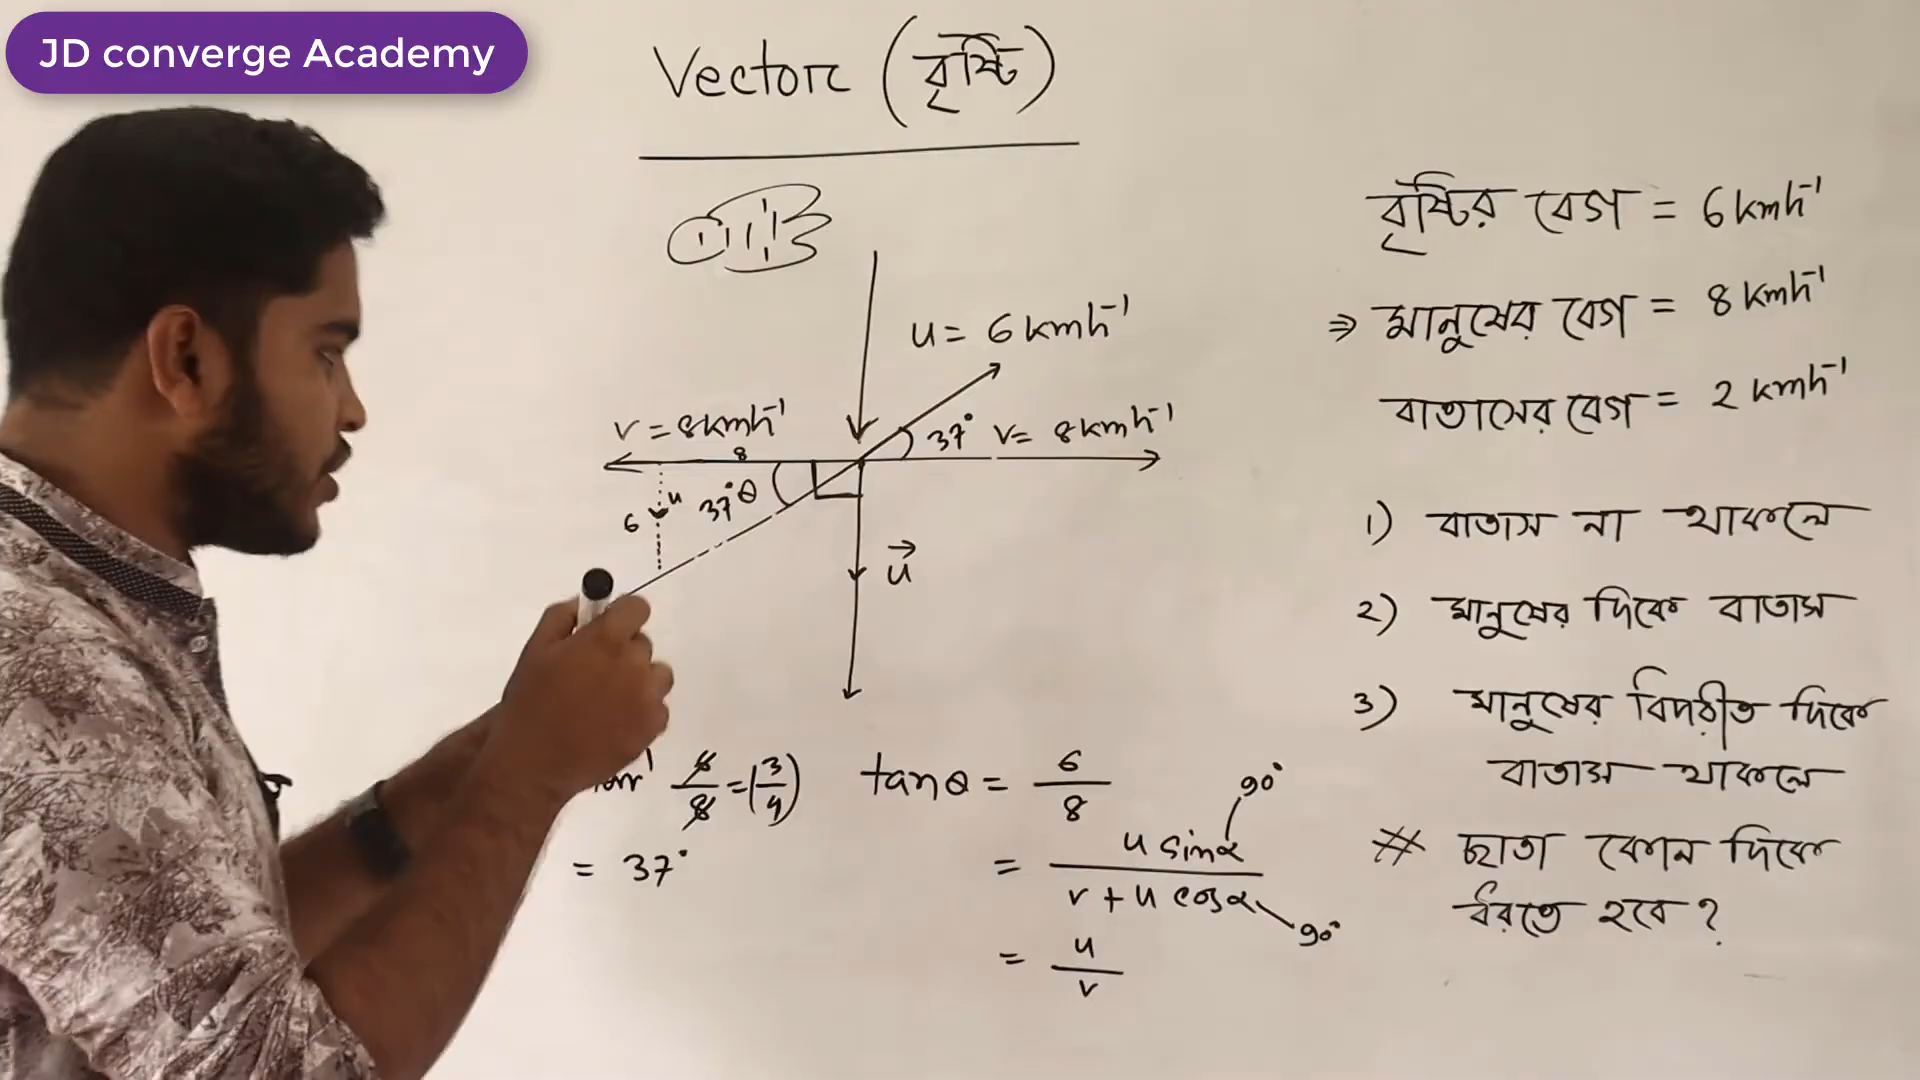 JD converge Academy
Vector (বৃষ্টি)
u = 6 kmh⁻¹
v = 8 kmh⁻¹
8
37°
v = 8 kmh⁻¹
6
u
37° θ
u⃗
6/8 = (3/4)
= 37°
tanθ = 6/8
= u sinα / v + u cosα
90°
90°
= u/v
বৃষ্টির বেগ = 6 kmh⁻¹
⇒ মানুষের বেগ = 8 kmh⁻¹
বাতাসের বেগ = 2 kmh⁻¹
1) বাতাস না থাকলে
2) মানুষের দিকে বাতাস
3) মানুষের বিপরীত দিকে
বাতাস থাকলে
# ছাতা কোন দিকে
ধরতে হবে ?